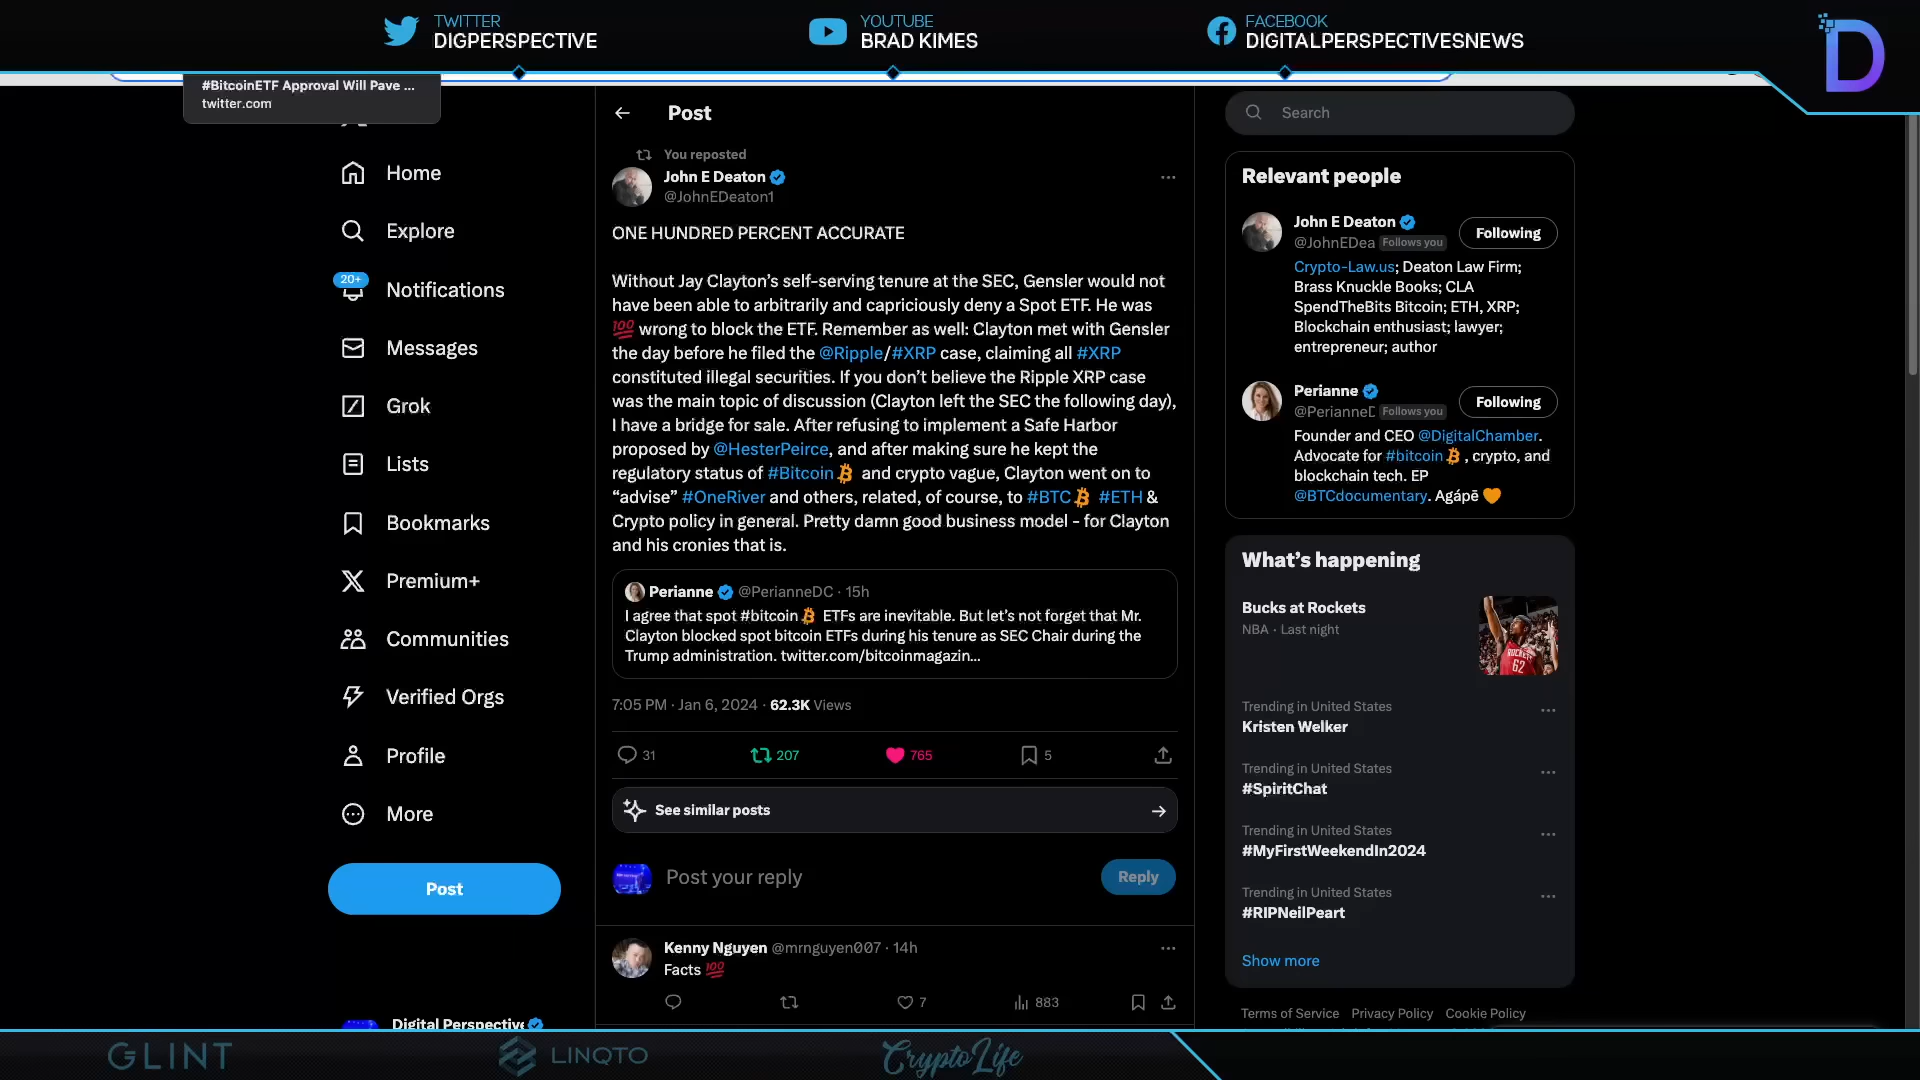 TWITTER
DIGPERSPECTIVE
YOUTUBE
BRAD KIMES
FACEBOOK
DIGITALPERSPECTIVESNEWS
#BitcoinETF Approval Will Pave ...
twitter.com
Home
Explore
20+
Notifications
Messages
Grok
Lists
Bookmarks
Premium+
Communities
Verified Orgs
Profile
More
Post
Digital Perspective
Post
You reposted
John E Deaton
@JohnEDeaton1
ONE HUNDRED PERCENT ACCURATE
Without Jay Clayton’s self-serving tenure at the SEC, Gensler would not
have been able to arbitrarily and capriciously deny a Spot ETF. He was
💯 wrong to block the ETF. Remember as well: Clayton met with Gensler
the day before he filed the @Ripple/#XRP case, claiming all #XRP
constituted illegal securities. If you don’t believe the Ripple XRP case
was the main topic of discussion (Clayton left the SEC the following day),
I have a bridge for sale. After refusing to implement a Safe Harbor
proposed by @HesterPeirce, and after making sure he kept the
regulatory status of #Bitcoin and crypto vague, Clayton went on to
“advise” #OneRiver and others, related, of course, to #BTC #ETH &
Crypto policy in general. Pretty damn good business model - for Clayton
and his cronies that is.
Perianne @PerianneDC · 15h
I agree that spot #bitcoin ETFs are inevitable. But let’s not forget that Mr.
Clayton blocked spot bitcoin ETFs during his tenure as SEC Chair during the
Trump administration. twitter.com/bitcoinmagazin…
7:05 PM · Jan 6, 2024 · 62.3K Views
31 207 765 5
See similar posts
Post your reply
Reply
Kenny Nguyen @mrnguyen007 · 14h
Facts 💯
7 883
Search
Relevant people
John E Deaton
@JohnEDea Follows you
Following
Crypto-Law.us; Deaton Law Firm;
Brass Knuckle Books; CLA
SpendTheBits Bitcoin; ETH, XRP;
Blockchain enthusiast; lawyer;
entrepreneur; author
Perianne
@PerianneD Follows you
Following
Founder and CEO @DigitalChamber.
Advocate for #bitcoin , crypto, and
blockchain tech. EP
@BTCdocumentary. Agápē 🧡
What’s happening
Bucks at Rockets
NBA · Last night
ROCKETS
62
Trending in United States
Kristen Welker
Trending in United States
#SpiritChat
Trending in United States
#MyFirstWeekendIn2024
Trending in United States
#RIPNeilPeart
Show more
Terms of Service Privacy Policy Cookie Policy
GLINT
LINQTO
CryptoLife